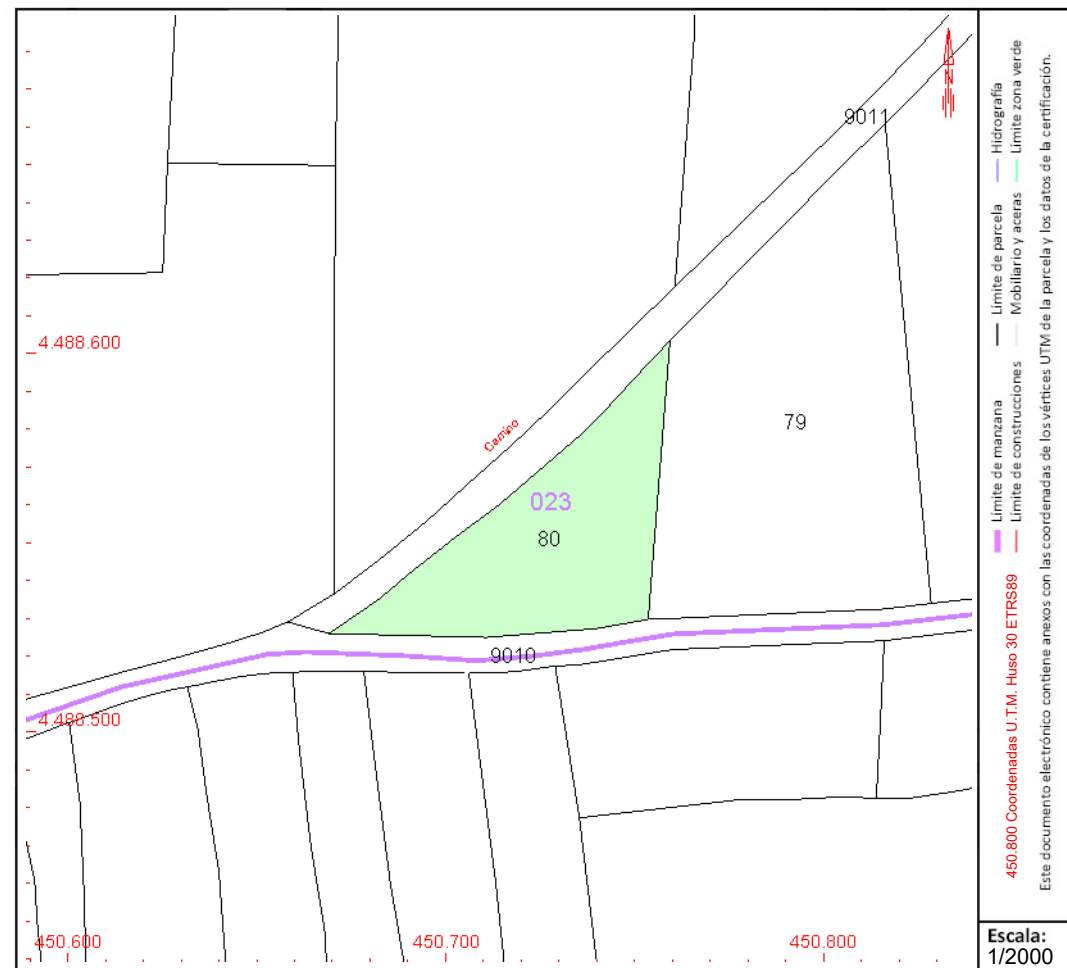 9011
4.488.600
Camino
79
023
80
9010
4.488.500
450.600
450.700
450.800
N
Límite de manzana
Límite de parcela
Hidrografía
Límite de construcciones
Mobiliario y aceras
Límite zona verde
450.800 Coordenadas U.T.M. Huso 30 ETRS89
Este documento electrónico contiene anexos con las coordenadas de los vértices UTM de la parcela y los datos de la certificación.
Escala:
1/2000